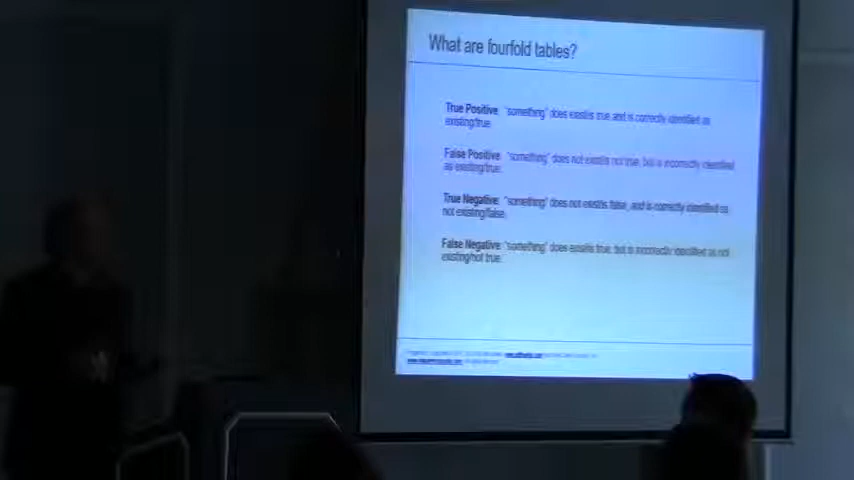 What are fourfold tables?
True Positive "something" does exist/is true and is correctly identified as
existing/true.
False Positive "something" does not exist/is not true, but is incorrectly identified
as existing/true.
True Negative "something" does not exist/is false, and is correctly identified as
not existing/false.
False Negative "something" does exist/is true, but is incorrectly identified as not
existing/not true.